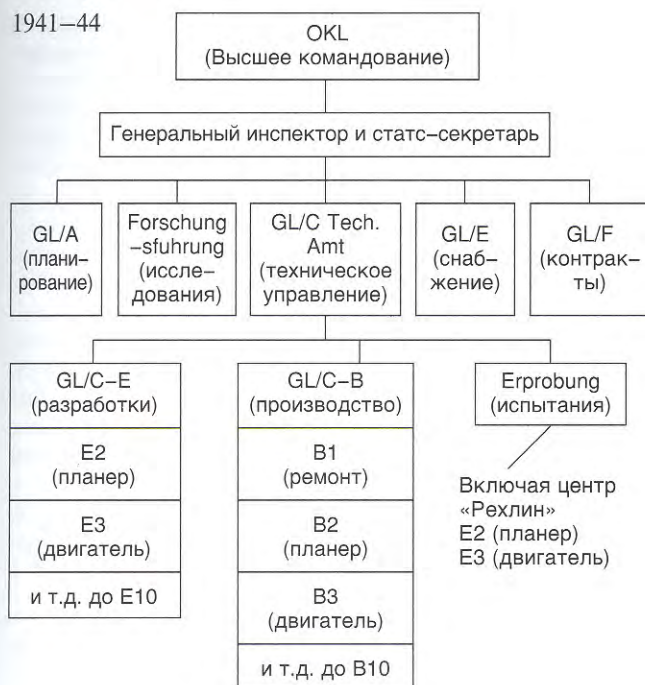 1941–44
OKL
(Высшее командование)
Генеральный инспектор и статс–секретарь
GL/A
(плани–
рование)
Forschung
–sfuhrung
(иссле–
дования)
GL/C Tech.
Amt
(техническое
управление)
GL/E
(снаб–
жение)
GL/F
(контрак–
ты)
GL/C–E
(разработки)
E2
(планер)
E3
(двигатель)
и т.д. до E10
GL/C–B
(производство)
B1
(ремонт)
B2
(планер)
B3
(двигатель)
и т.д. до B10
Erprobung
(испытания)
Включая центр
«Рехлин»
E2 (планер)
E3 (двигатель)